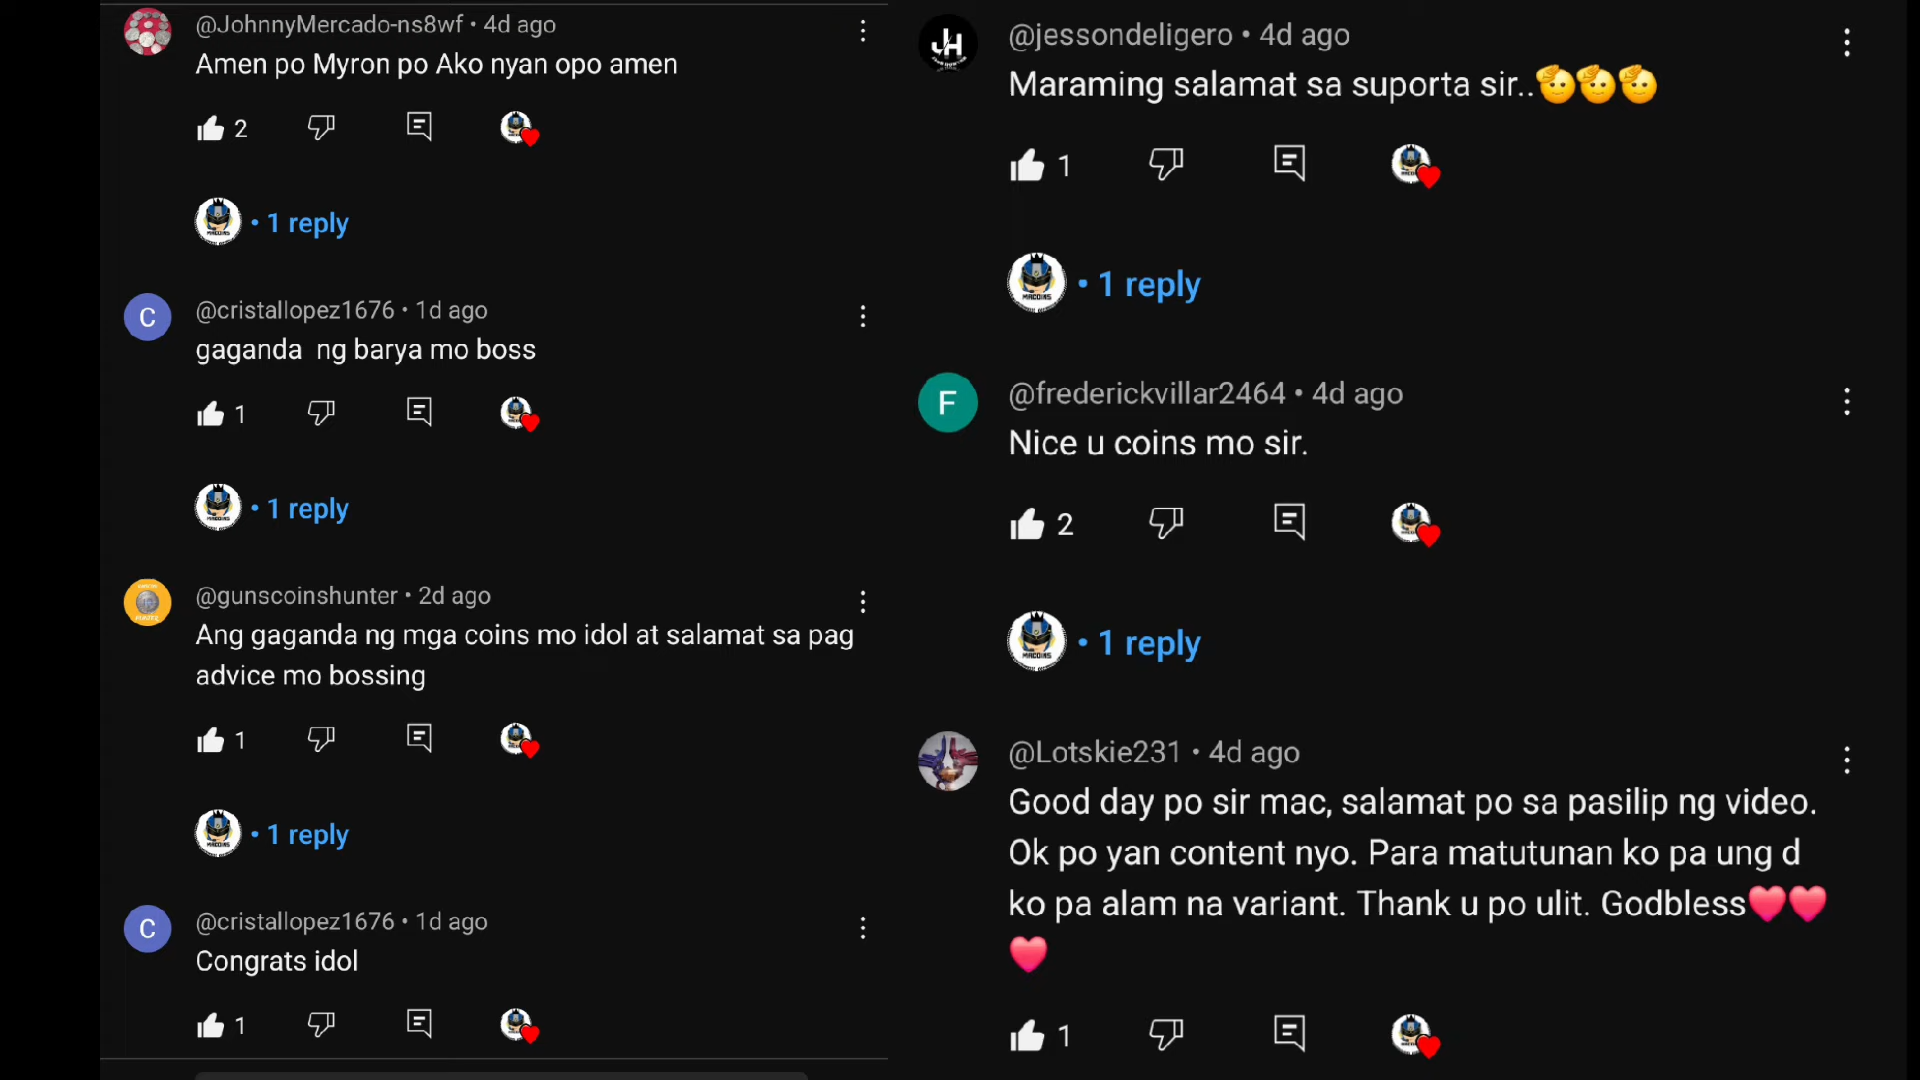 @JohnnyMercado-ns8wf • 4d ago
Amen po Myron po Ako nyan opo amen
2
• 1 reply
@cristallopez1676 • 1d ago
gaganda ng barya mo boss
1
• 1 reply
@gunscoinshunter • 2d ago
Ang gaganda ng mga coins mo idol at salamat sa pag
advice mo bossing
1
• 1 reply
@cristallopez1676 • 1d ago
Congrats idol
1
@jessondeligero • 4d ago
Maraming salamat sa suporta sir..🫡🫡🫡
1
• 1 reply
@frederickvillar2464 • 4d ago
Nice u coins mo sir.
2
• 1 reply
@Lotskie231 • 4d ago
Good day po sir mac, salamat po sa pasilip ng video.
Ok po yan content nyo. Para matutunan ko pa ung d
ko pa alam na variant. Thank u po ulit. Godbless❤️❤️
❤️
1